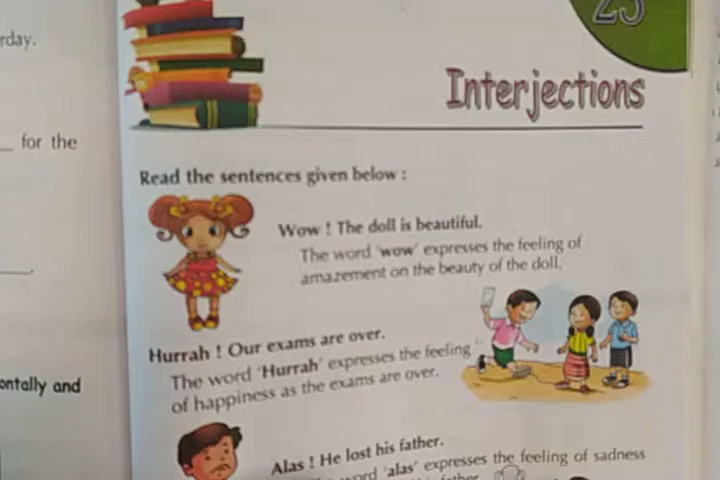 rday.
for the
ontally and
25
Interjections
Read the sentences given below :
Wow ! The doll is beautiful.
The word 'wow' expresses the feeling of
amazement on the beauty of the doll.
Hurrah ! Our exams are over.
The word 'Hurrah' expresses the feeling
of happiness as the exams are over.
Alas ! He lost his father.
word 'alas' expresses the feeling of sadness
father